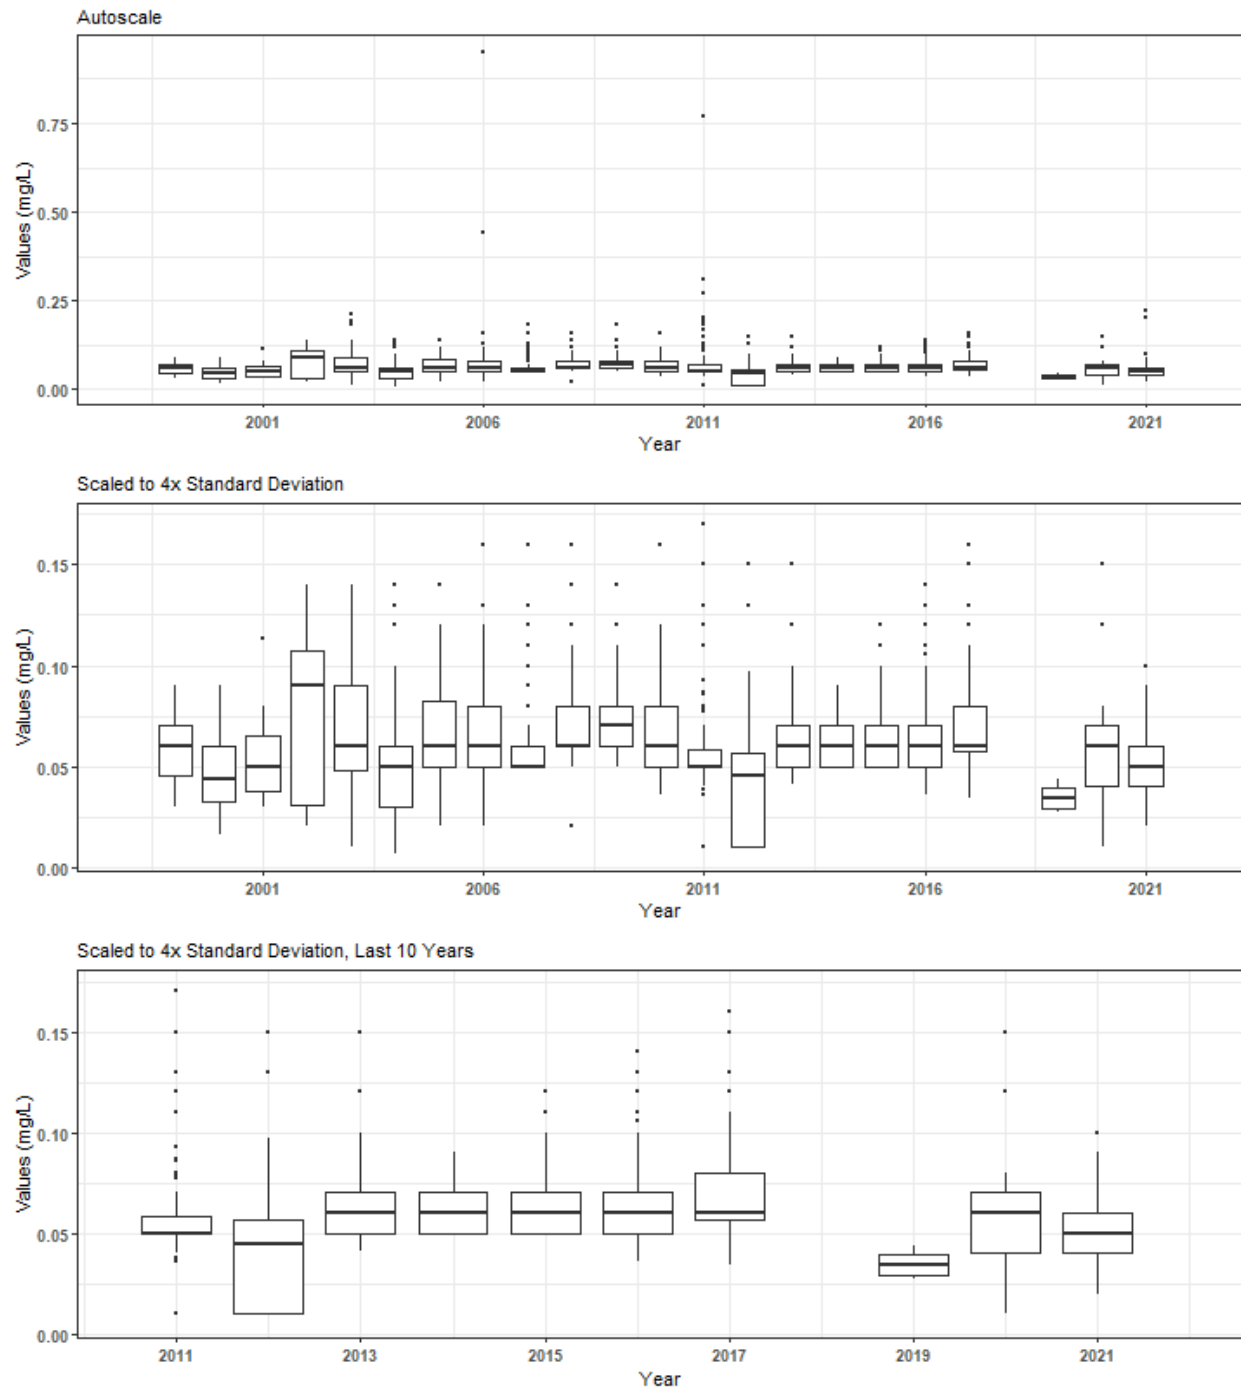 Autoscale
Values (mg/L)
0.75
0.50
0.25
0.00
2001 2006 2011 2016 2021
Year
Scaled to 4x Standard Deviation
Values (mg/L)
0.15
0.10
0.05
0.00
2001 2006 2011 2016 2021
Year
Scaled to 4x Standard Deviation, Last 10 Years
Values (mg/L)
0.15
0.10
0.05
0.00
2011 2013 2015 2017 2019 2021
Year